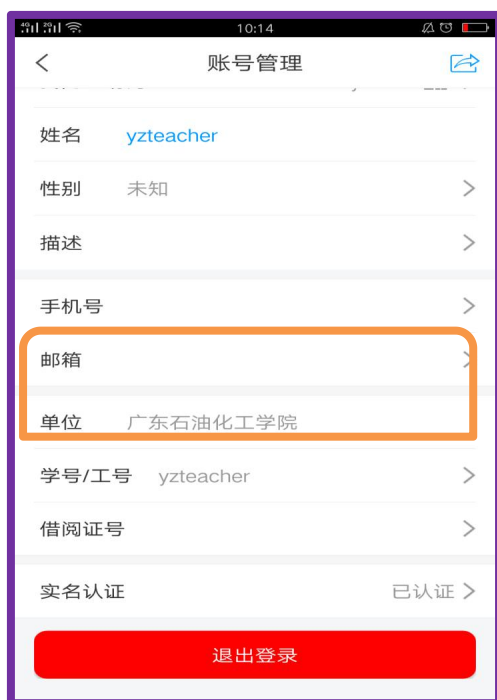 4G 2G 10:14
账号管理
姓名 yzteacher
性别 未知
描述
手机号
邮箱
单位 广东石油化工学院
学号/工号 yzteacher
借阅证号
实名认证 已认证
退出登录